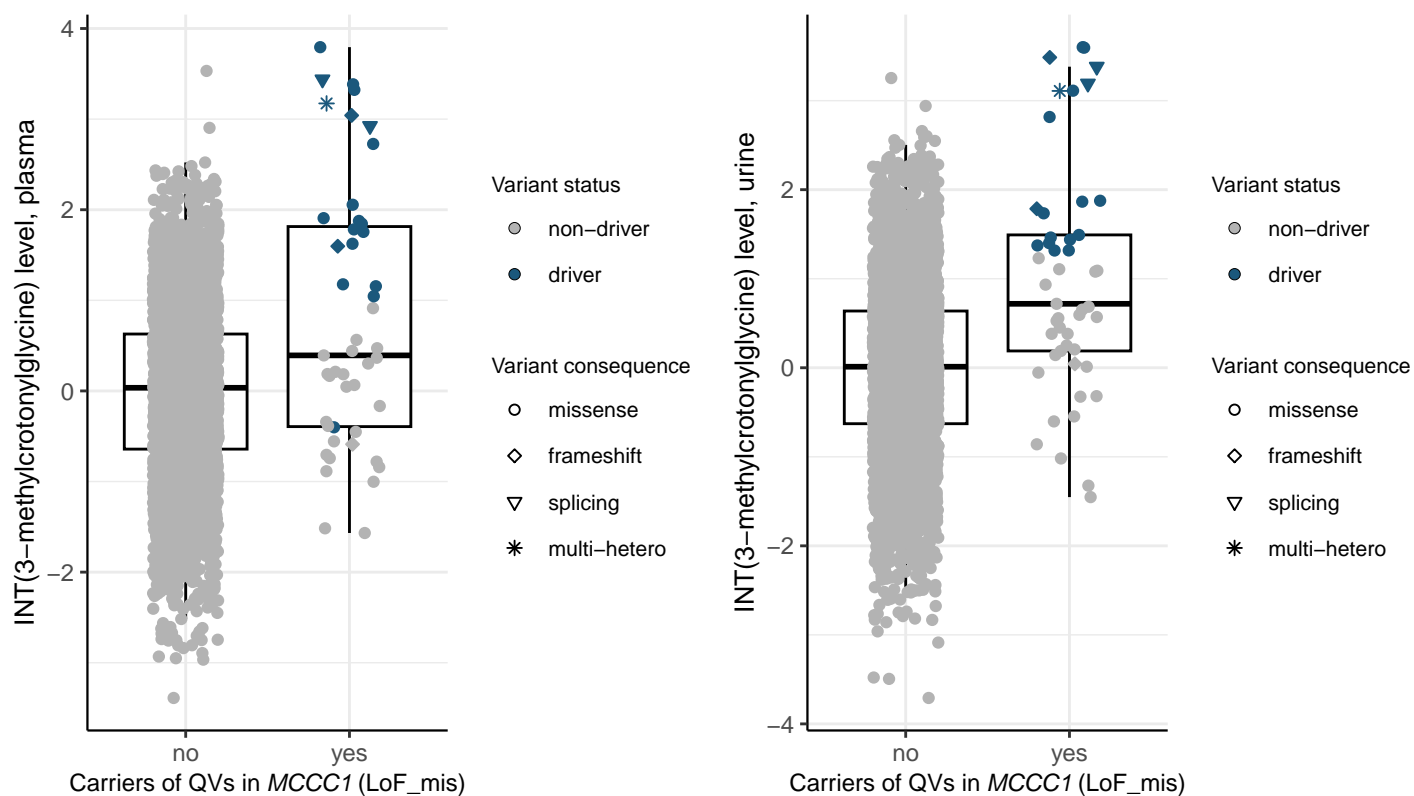 INT(3−methylcrotonylglycine) level, plasma
4
2
0
−2
no
yes
Carriers of QVs in MCCC1 (LoF_mis)
Variant status
non−driver
driver
Variant consequence
missense
frameshift
splicing
multi−hetero
INT(3−methylcrotonylglycine) level, urine
2
0
−2
−4
no
yes
Carriers of QVs in MCCC1 (LoF_mis)
Variant status
non−driver
driver
Variant consequence
missense
frameshift
splicing
multi−hetero